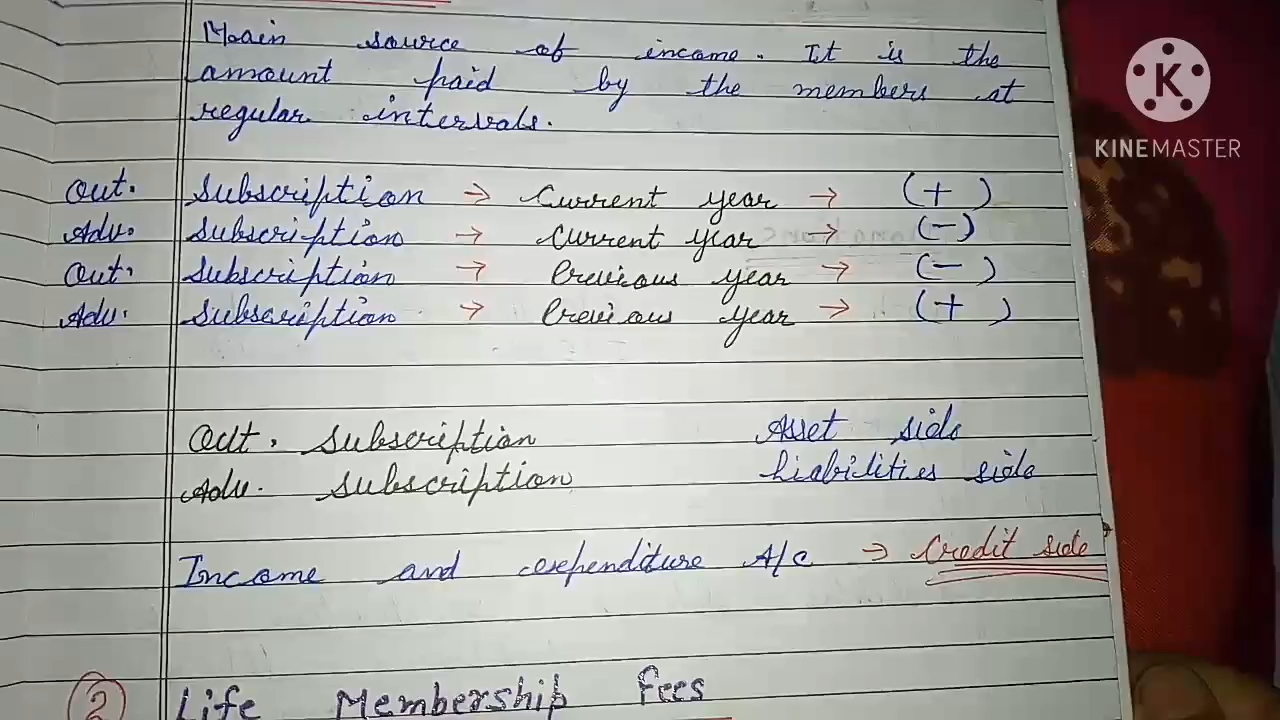 Main source of income. It is the
amount paid by the members at
regular intervals.
Out. Subscription → Current year → (+)
Adv. Subscription → Current year → (-)
Out. Subscription → Previous year → (-)
Adv. Subscription → Previous year → (+)
Out. Subscription Asset side
Adv. Subscription Liabilities side
Income and expenditure A/c → Credit side
② Life Membership Fees
K
KINEMASTER